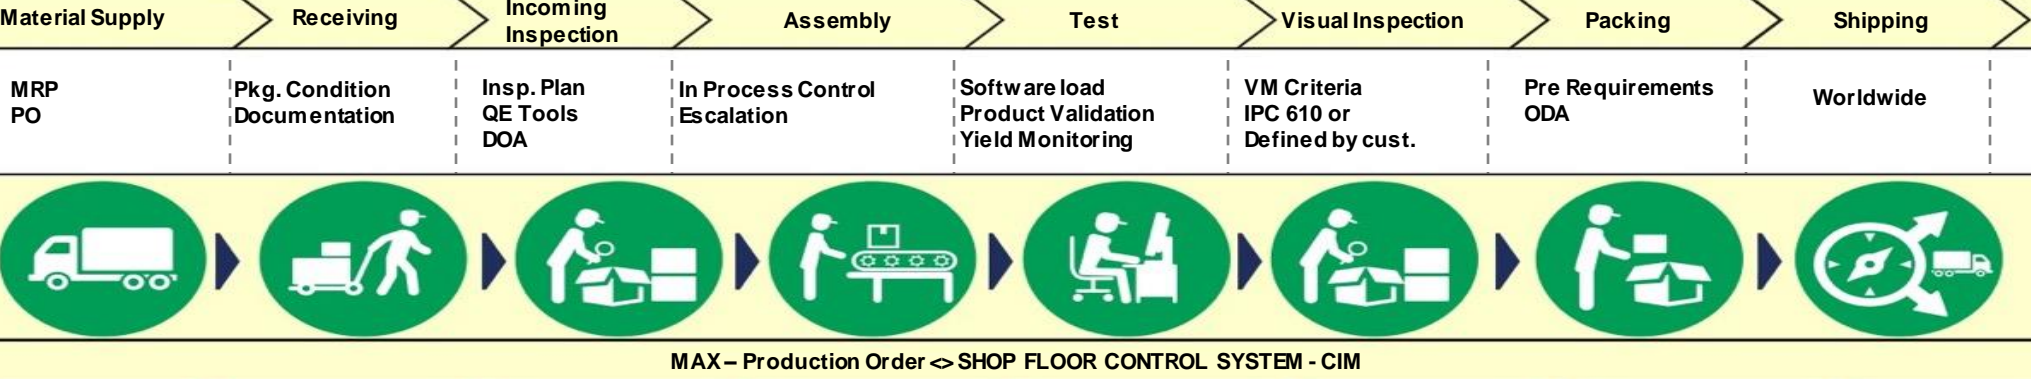 Material Supply
Receiving
Incoming
Inspection
Assembly
Test
Visual Inspection
Packing
Shipping
MRP
PO
Pkg. Condition
Documentation
Insp. Plan
QE Tools
DOA
In Process Control
Escalation
Software load
Product Validation
Yield Monitoring
VM Criteria
IPC 610 or
Defined by cust.
Pre Requirements
ODA
Worldwide
MAX – Production Order <> SHOP FLOOR CONTROL SYSTEM - CIM